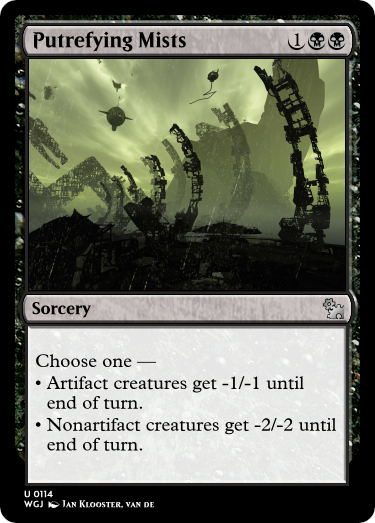 Putrefying Mists 1
Sorcery
Choose one —
• Artifact creatures get -1/-1 until
end of turn.
• Nonartifact creatures get -2/-2 until
end of turn.
U 0114
WGJ Jan Klooster, van de